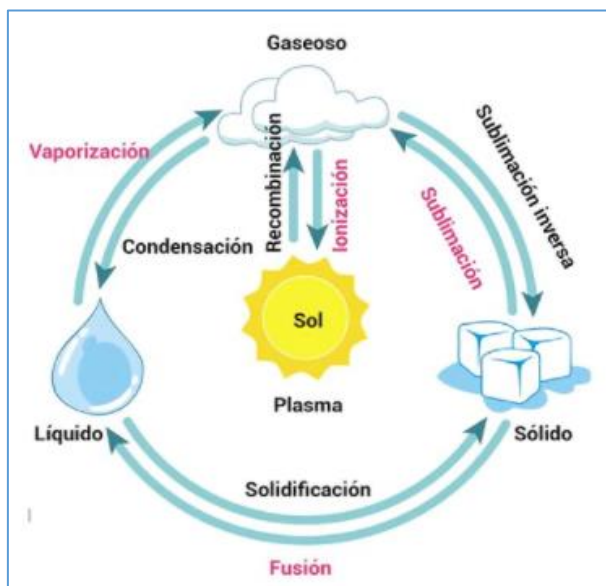 Gaseoso
Vaporización
Condensación
Recombinación
Ionización
Sublimación
Sublimación inversa
Sol
Plasma
Líquido
Sólido
Solidificación
Fusión